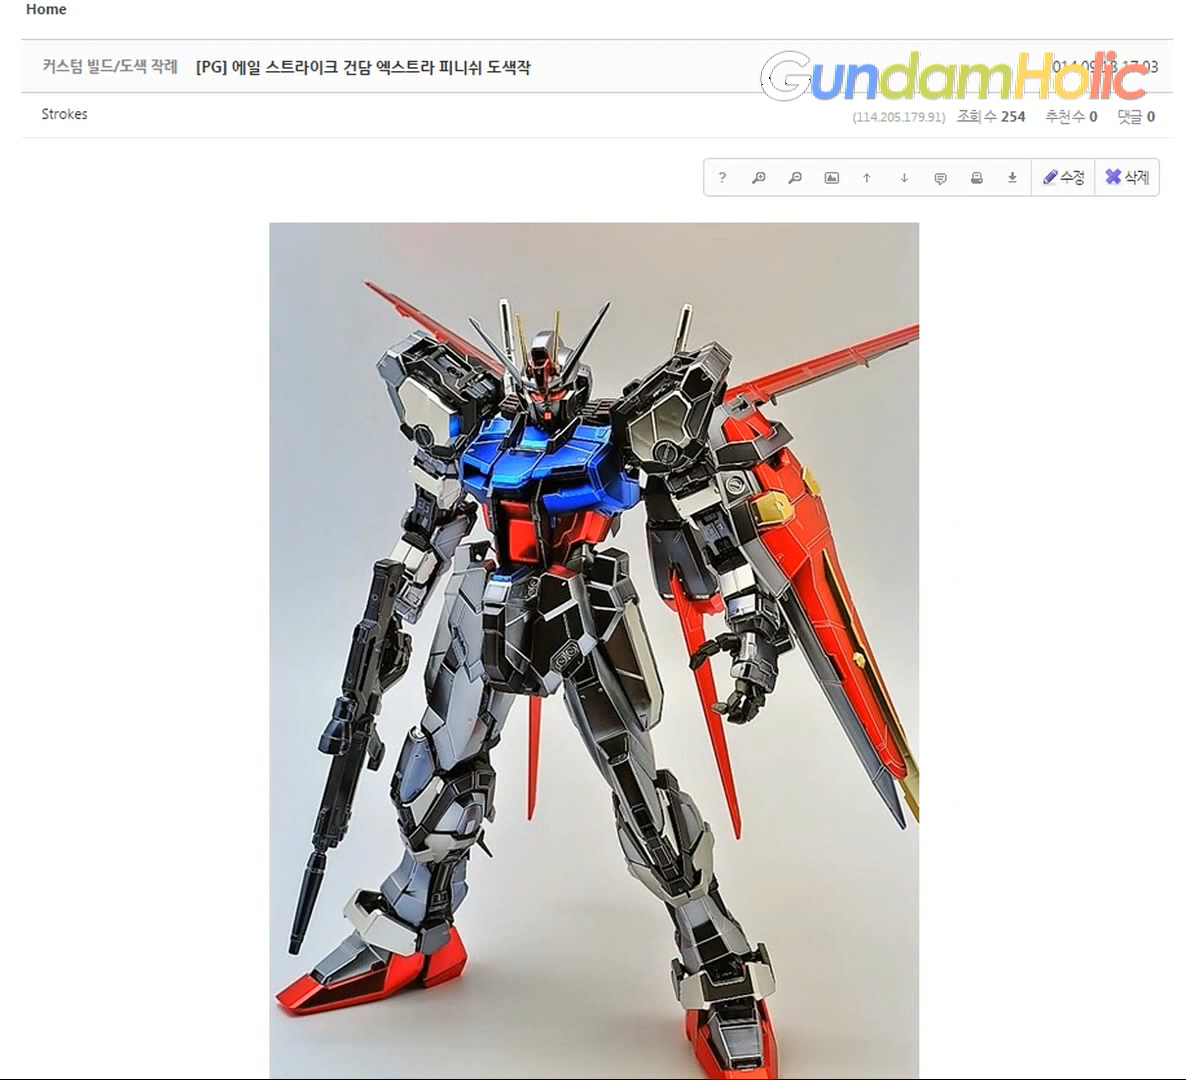 Home
커스텀 빌드/도색 작례 [PG] 에일 스트라이크 건담 엑스트라 피니쉬 도색작
GundamHolic
Strokes
(114.205.179.91) 조회 수 254 추천 수 0 댓글 0
? 수정 삭제